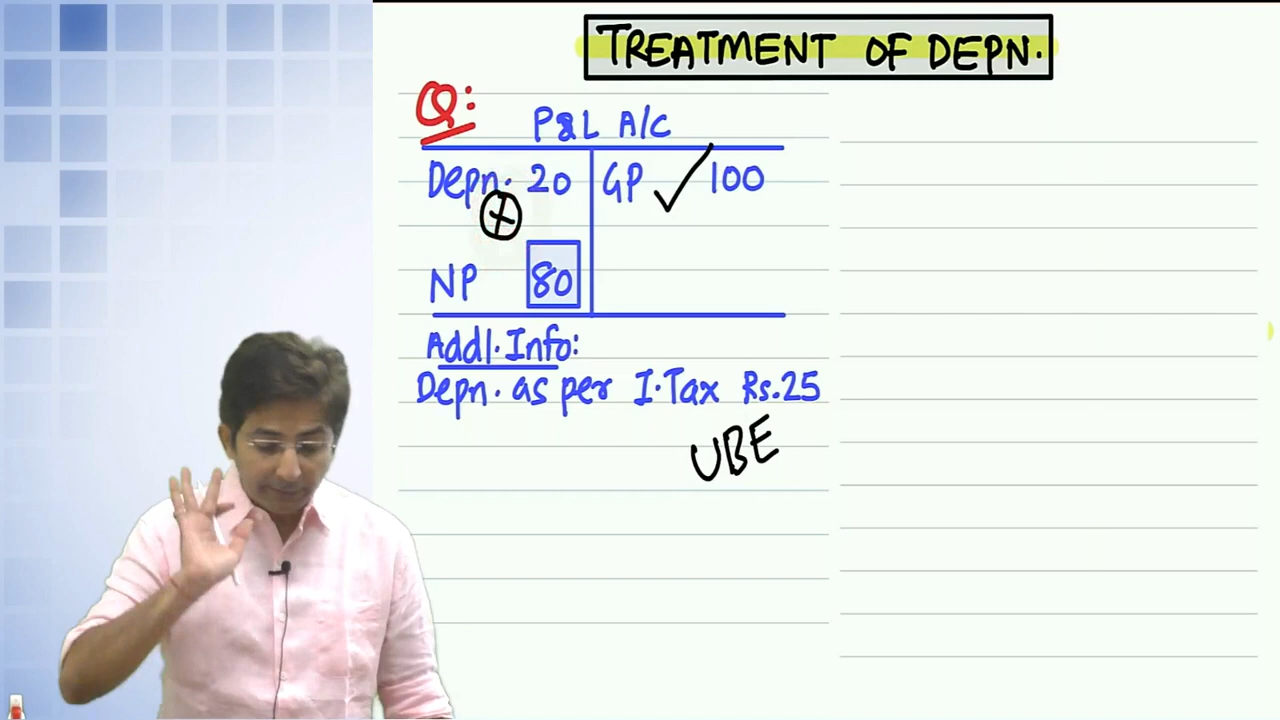 TREATMENT OF DEPN.
Q:
P&L A/C
Depn. 20 GP ✓ 100
+
NP 80
Addl. Info:
Depn. as per I.Tax Rs.25
UBE